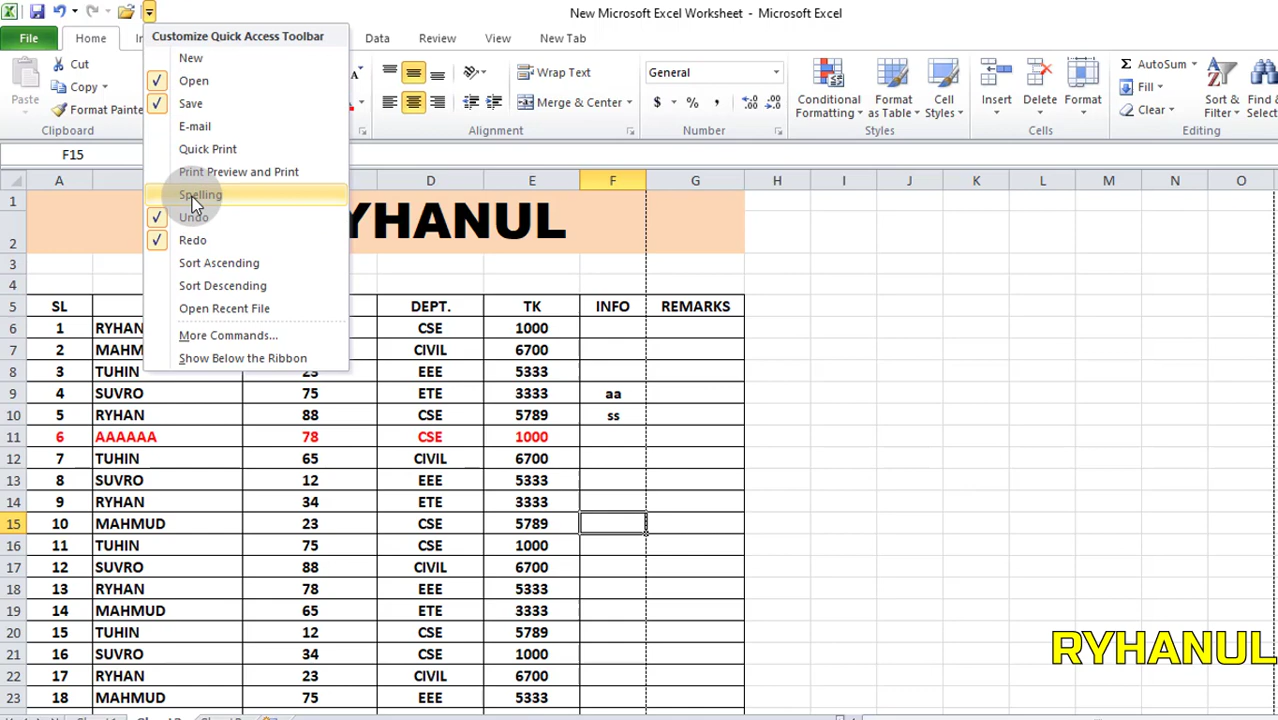 New Microsoft Excel Worksheet - Microsoft Excel
File Home Data Review View New Tab
Customize Quick Access Toolbar
New
Open
Save
E-mail
Quick Print
Print Preview and Print
Spelling
Undo
Redo
Sort Ascending
Sort Descending
Open Recent File
More Commands...
Show Below the Ribbon
Paste
Cut
Copy
Format Painte
Clipboard
Wrap Text
Merge & Center
Alignment
General
$ % ,
Number
Conditional Formatting
Format as Table
Cell Styles
Styles
Insert
Delete
Format
Cells
AutoSum
Fill
Clear
Sort & Filter
Find & Selec
Editing
F15
A D E F G H I J K L M N O
1 YHANUL
2
3
4
5 SL DEPT. TK INFO REMARKS
6 1 RYHAN CSE 1000
7 2 MAHM CIVIL 6700
8 3 TUHIN 23 EEE 5333
9 4 SUVRO 75 ETE 3333 aa
10 5 RYHAN 88 CSE 5789 ss
11 6 AAAAAA 78 CSE 1000
12 7 TUHIN 65 CIVIL 6700
13 8 SUVRO 12 EEE 5333
14 9 RYHAN 34 ETE 3333
15 10 MAHMUD 23 CSE 5789
16 11 TUHIN 75 CSE 1000
17 12 SUVRO 88 CIVIL 6700
18 13 RYHAN 78 EEE 5333
19 14 MAHMUD 65 ETE 3333
20 15 TUHIN 12 CSE 5789
21 16 SUVRO 34 CSE 1000
22 17 RYHAN 23 CIVIL 6700
23 18 MAHMUD 75 EEE 5333
RYHANUL